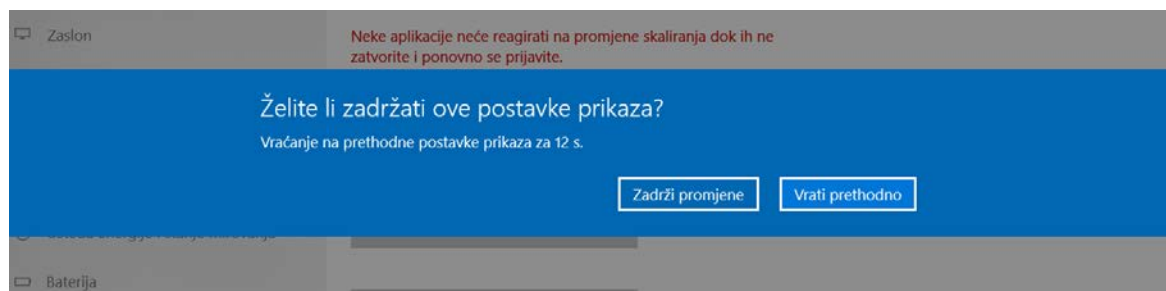 Zaslon
Neke aplikacije neće reagirati na promjene skaliranja dok ih ne
zatvorite i ponovno se prijavite.
Želite li zadržati ove postavke prikaza?
Vraćanje na prethodne postavke prikaza za 12 s.
Zadrži promjene
Vrati prethodno
Baterija